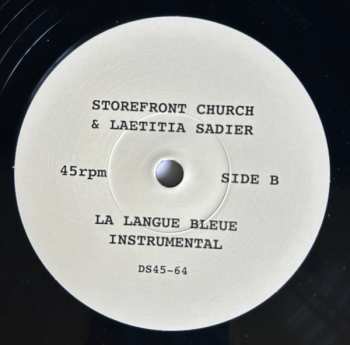 STOREFRONT CHURCH
& LAETITIA SADIER
45rpm SIDE B
LA LANGUE BLEUE
INSTRUMENTAL
DS45-64